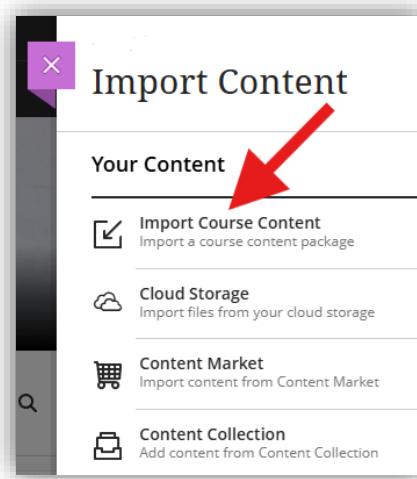 Import Content
Your Content
Import Course Content
Import a course content package
Cloud Storage
Import files from your cloud storage
Content Market
Import content from Content Market
Content Collection
Add content from Content Collection